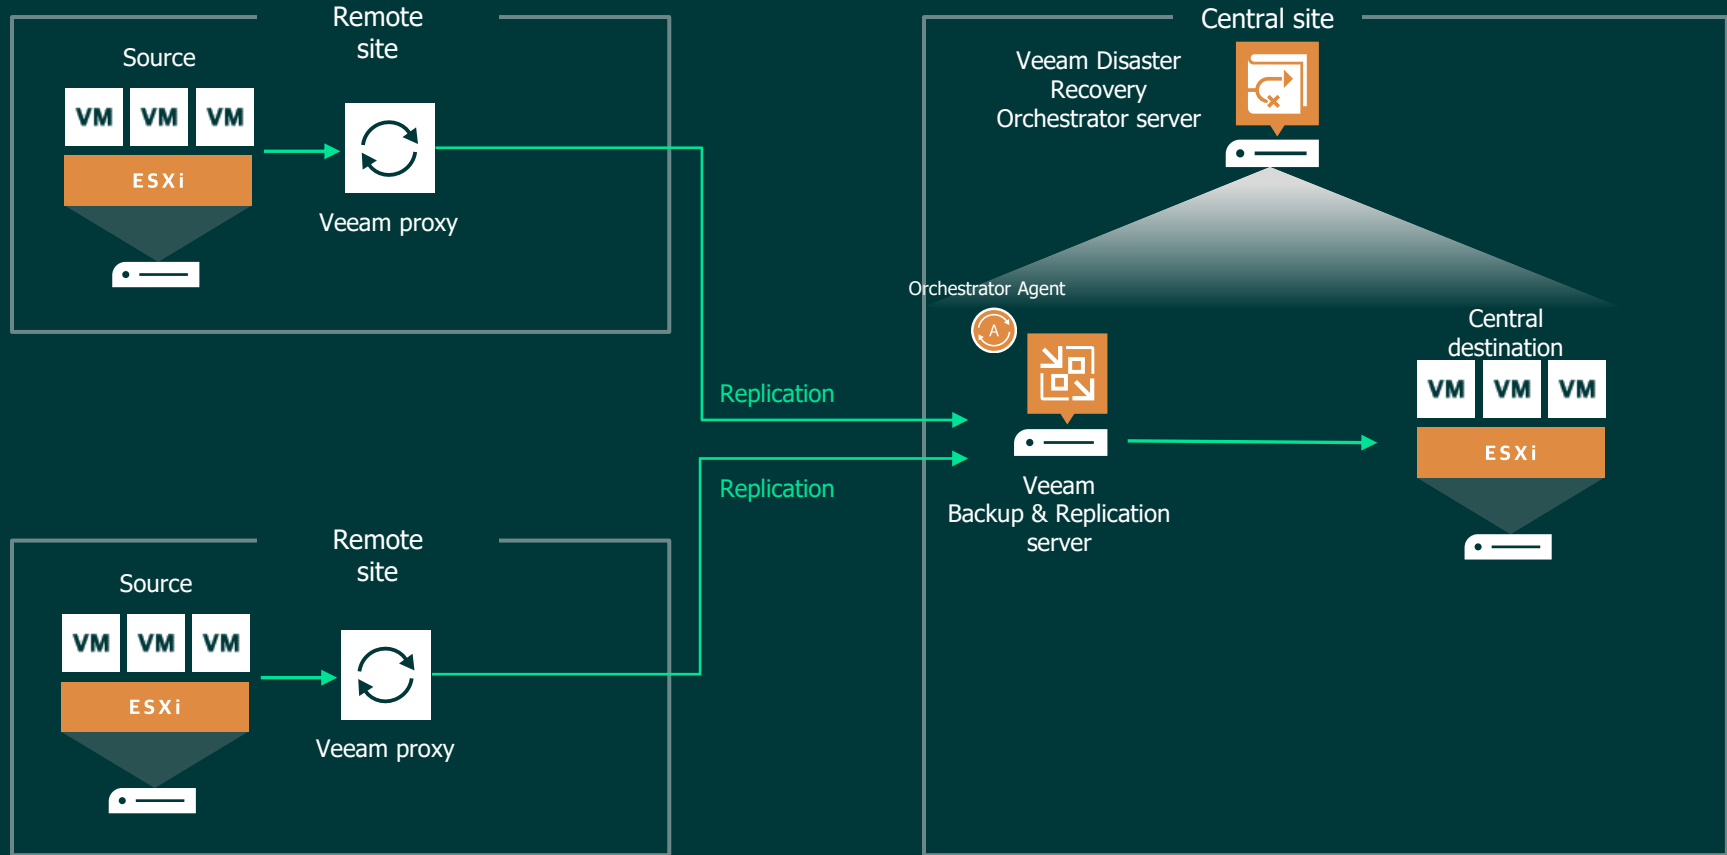 Remote
site
Source
VM VM VM
ESXi
Veeam proxy
Replication
Replication
Remote
site
Source
VM VM VM
ESXi
Veeam proxy
Central site
Veeam Disaster
Recovery
Orchestrator server
Orchestrator Agent
A
Veeam
Backup & Replication
server
Central
destination
VM VM VM
ESXi